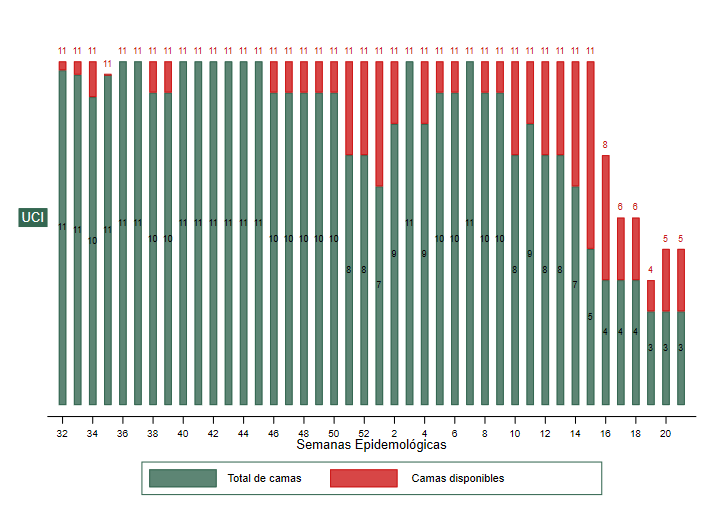 11 11 11 11 11 11 11 11 11 11 11 11 11 11 11 11 11 11 11 11 11 11 11 11 11 11 11 11 11 11 11 11 11 11 11 11 8 6 6 4 5 5
UCI
11 11 10 11 11 11 10 10 11 11 11 11 11 11 10 10 10 10 10 8 8 7 9 11 9 10 10 11 10 10 8 9 8 8 7 5 4 4 4 3 3 3
32 34 36 38 40 42 44 46 48 50 52 2 4 6 8 10 12 14 16 18 20
Semanas Epidemológicas
Total de camas Camas disponibles